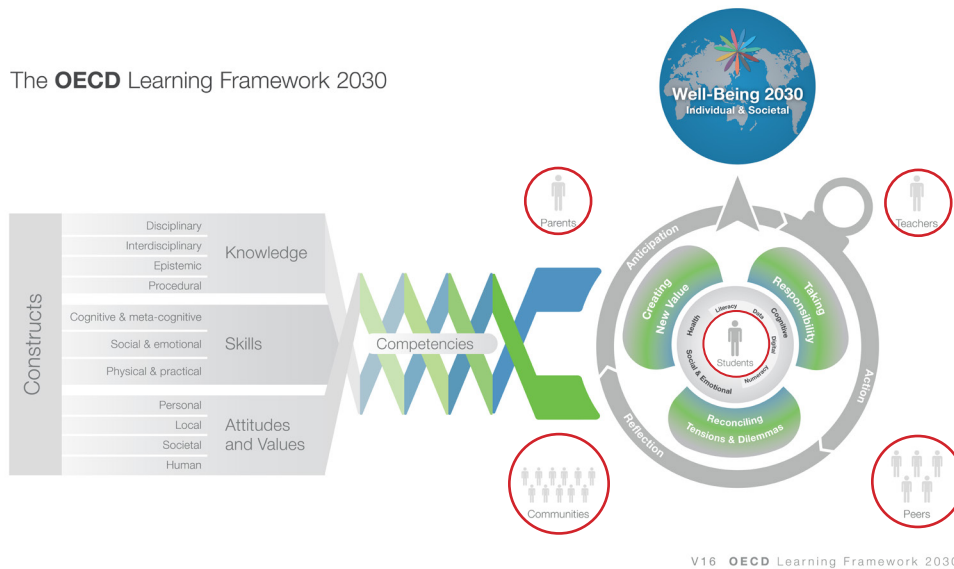 The OECD Learning Framework 2030
Well-Being 2030
Individual & Societal
Constructs
Disciplinary
Interdisciplinary
Epistemic
Procedural
Knowledge
Cognitive & meta-cognitive
Social & emotional
Physical & practical
Skills
Personal
Local
Societal
Human
Attitudes
and Values
Competencies
Parents
Teachers
Anticipation
Action
Reflection
Creating
New Value
Taking
Responsibility
Reconciling
Tensions & Dilemmas
Literacy
Data
Health
Cognitive
Digital
Numeracy
Social & Emotional
Students
Communities
Peers
V16 OECD Learning Framework 2030